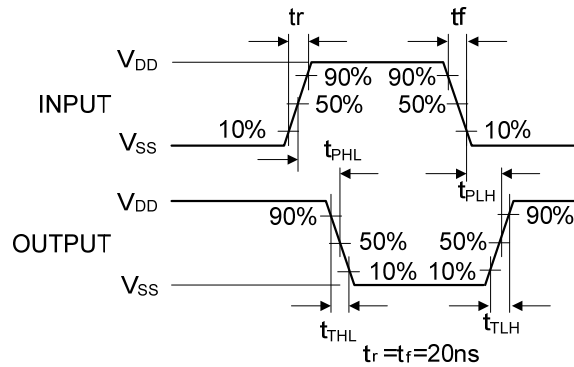 tr tf
VDD
90% 90%
INPUT 50% 50%
10% 10%
VSS
tPHL tPLH
VDD
90% 90%
OUTPUT 50% 50%
10% 10%
VSS
tTHL tTLH
tr =tf=20ns